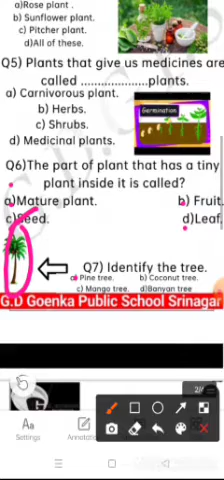 a)Rose plant .
b) Sunflower plant.
c) Pitcher plant.
d)All of these.
Q5) Plants that give us medicines are
called ....................plants.
a) Carnivorous plant.
b) Herbs.
c) Shrubs.
d) Medicinal plants.
Germination
Q6)The part of plant that has a tiny
plant inside it is called?
a)Mature plant.
b) Fruit.
c)Seed.
d)Leaf.
Q7) Identify the tree.
a) Pine tree.
b) Coconut tree.
c) Mango tree.
d)Banyan tree
G.D Goenka Public School Srinagar
Aa
Settings